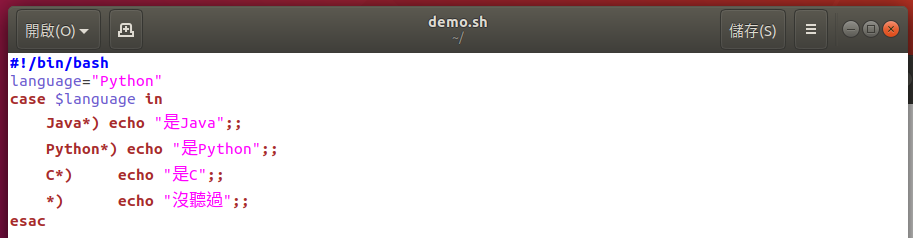 開啟(O) demo.sh 儲存(S)
~/
#!/bin/bash
language="Python"
case $language in
    Java*) echo "是Java";;
    Python*) echo "是Python";;
    C*)     echo "是C";;
    *)      echo "沒聽過";;
esac